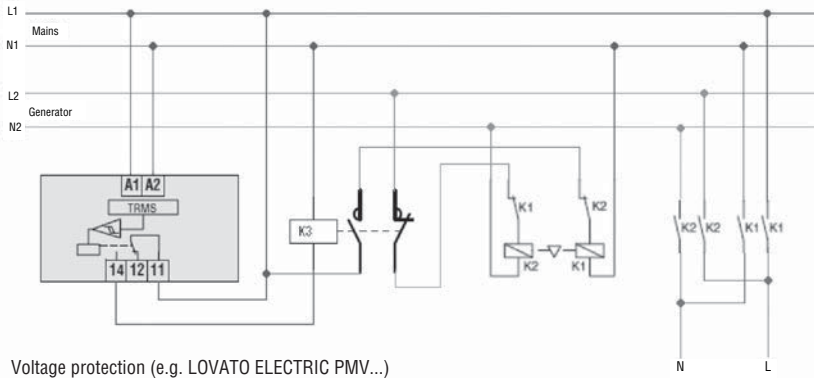 L1
Mains
N1
L2
Generator
N2
A1 A2
TRMS
14 12 11
K3
K1
K2
K2
K1
K2 K2 K1 K1
N L
Voltage protection (e.g. LOVATO ELECTRIC PMV...)